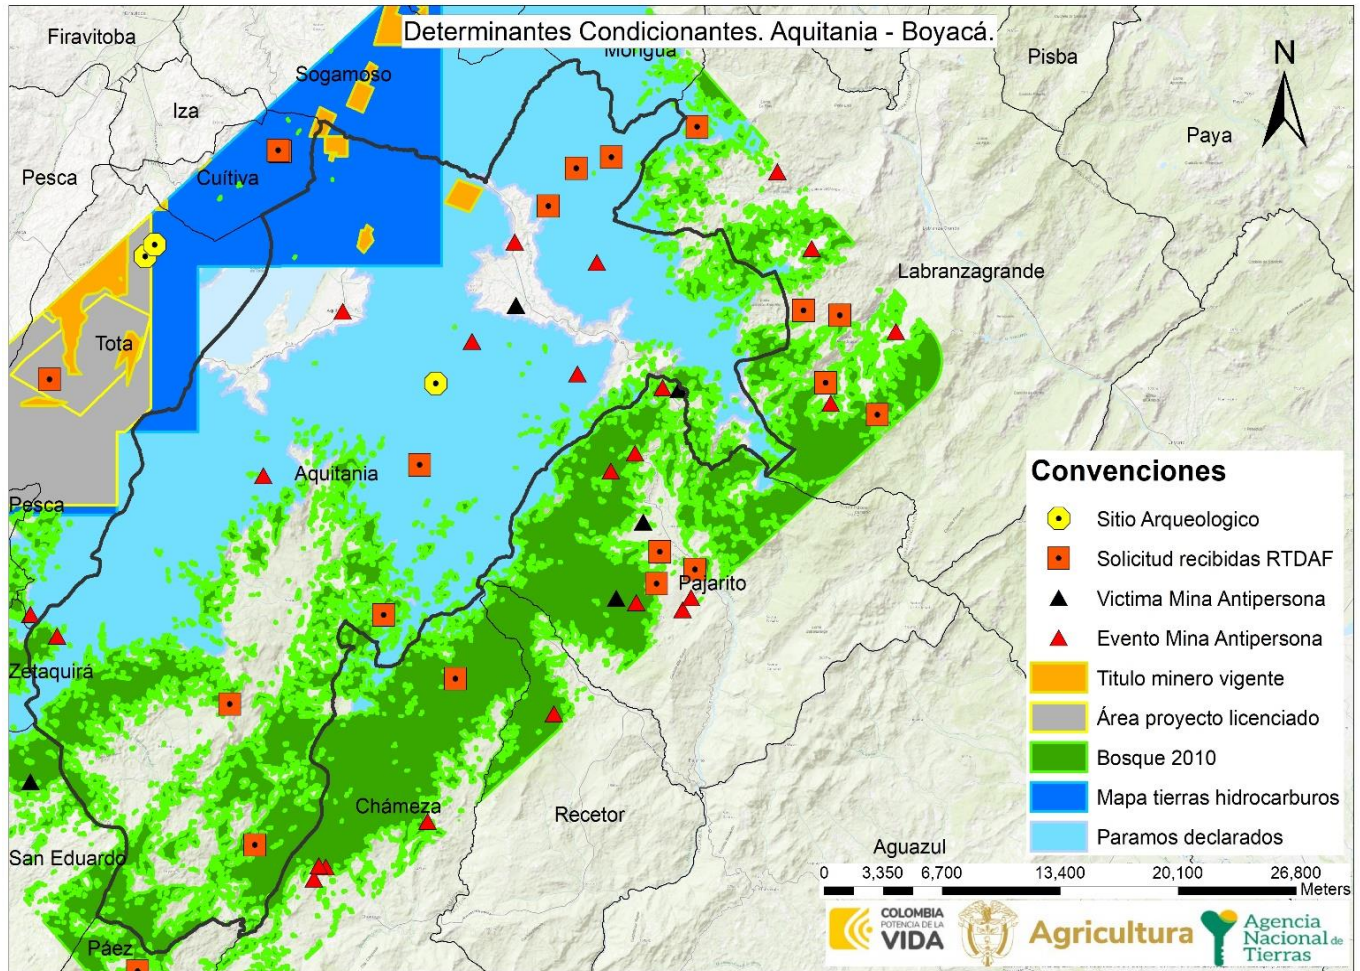 Determinantes Condicionantes. Aquitania - Boyacá.
Firavitoba
Mongua
Pisba
Sogamoso
Iza
N
Paya
Pesca
Cuítiva
Labranzagrande
Tota
Aquitania
Pesca
Pajarito
Zetaquirá
Chámeza
Recetor
San Eduardo
Aguazul
Páez
Convenciones
Sitio Arqueologico
Solicitud recibidas RTDAF
Victima Mina Antipersona
Evento Mina Antipersona
Titulo minero vigente
Área proyecto licenciado
Bosque 2010
Mapa tierras hidrocarburos
Paramos declarados
0 3,350 6,700 13,400 20,100 26,800
Meters
COLOMBIA
POTENCIA DE LA
VIDA
Agricultura
Agencia
Nacional de
Tierras